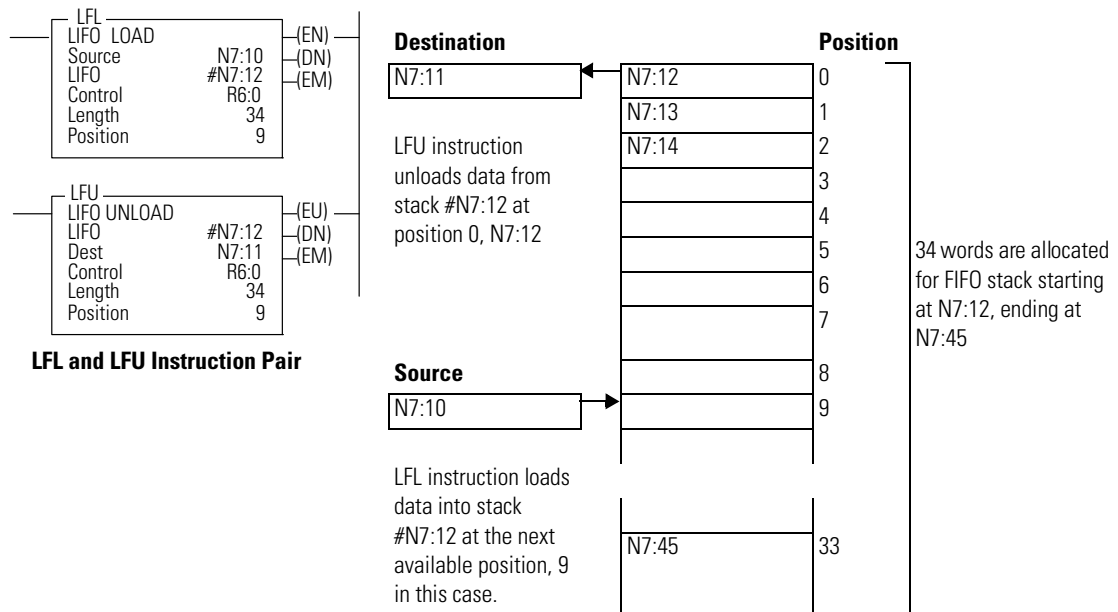 LFL
LIFO LOAD
Source N7:10
LIFO #N7:12
Control R6:0
Length 34
Position 9
(EN)
(DN)
(EM)
LFU
LIFO UNLOAD
LIFO #N7:12
Dest N7:11
Control R6:0
Length 34
Position 9
(EU)
(DN)
(EM)
LFL and LFU Instruction Pair
Destination
N7:11
LFU instruction
unloads data from
stack #N7:12 at
position 0, N7:12
Source
N7:10
LFL instruction loads
data into stack
#N7:12 at the next
available position, 9
in this case.
Position
N7:12 0
N7:13 1
N7:14 2
3
4
5
6
7
8
9
N7:45 33
34 words are allocated
for FIFO stack starting
at N7:12, ending at
N7:45